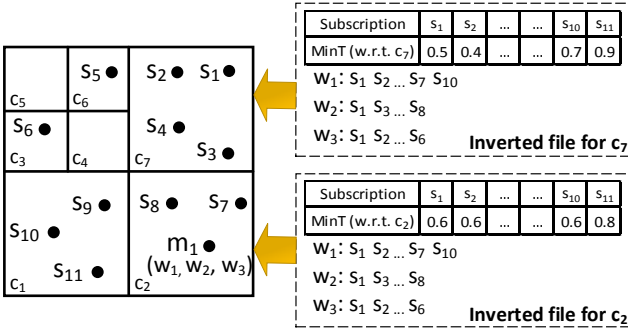 Subscription s₁ s₂ ... ... s₁₀ s₁₁
MinT (w.r.t. c₇) 0.5 0.4 ... ... 0.7 0.9
w₁: s₁ s₂ ... s₇ s₁₀
w₂: s₁ s₃ ... s₈
w₃: s₁ s₂ ... s₆
Inverted file for c₇
s₅ s₂ s₁
c₅ c₆
s₆ s₄
s₃
c₃ c₄ c₇
s₉ s₈ s₇
s₁₀
m₁
s₁₁ (w₁, w₂, w₃)
c₁ c₂
Subscription s₁ s₂ ... ... s₁₀ s₁₁
MinT (w.r.t. c₂) 0.6 0.6 ... ... 0.6 0.8
w₁: s₁ s₂ ... s₇ s₁₀
w₂: s₁ s₃ ... s₈
w₃: s₁ s₂ ... s₆
Inverted file for c₂